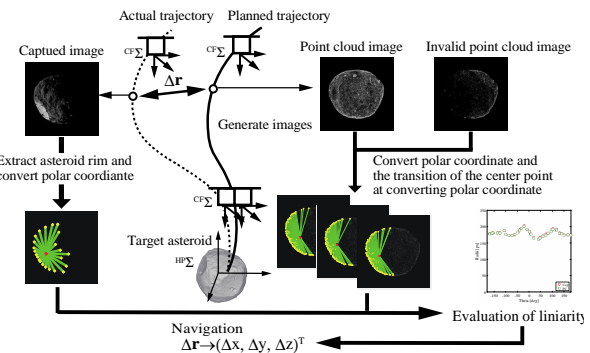 Actual trajectory
Planned trajectory
CFΣ
CFΣ
Captued image
Point cloud image
Invalid point cloud image
Δr
Generate images
Extract asteroid rim and
convert polar coordiante
Convert polar coordinate and
the transition of the center point
at converting polar coordinate
CFΣ
Target asteroid
HPΣ
Evaluation of liniarity
Navigation
Δr→(Δx, Δy, Δz)T